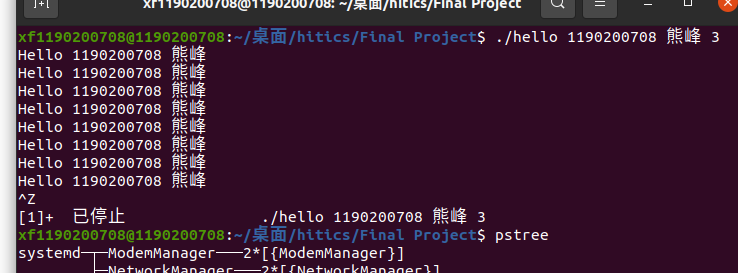 xf1190200708@1190200708: ~/桌面/hitics/Final Project
xf1190200708@1190200708:~/桌面/hitics/Final Project$ ./hello 1190200708 熊峰 3
Hello 1190200708 熊峰
Hello 1190200708 熊峰
Hello 1190200708 熊峰
Hello 1190200708 熊峰
Hello 1190200708 熊峰
Hello 1190200708 熊峰
Hello 1190200708 熊峰
Hello 1190200708 熊峰
^Z
[1]+  已停止               ./hello 1190200708 熊峰 3
xf1190200708@1190200708:~/桌面/hitics/Final Project$ pstree
systemd─┬─ModemManager───2*[{ModemManager}]
        ├─NetworkManager───2*[{NetworkManager}]